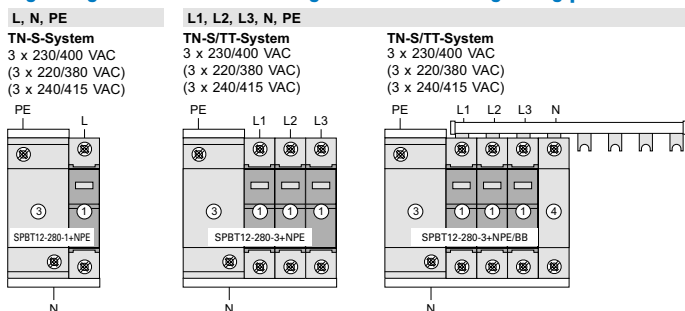 L, N, PE
TN-S-System
3 x 230/400 VAC
(3 x 220/380 VAC)
(3 x 240/415 VAC)
PE
L
3
1
SPBT12-280-1+NPE
N
L1, L2, L3, N, PE
TN-S/TT-System
3 x 230/400 VAC
(3 x 220/380 VAC)
(3 x 240/415 VAC)
PE
L1 L2 L3
3
1 1 1
SPBT12-280-3+NPE
N
TN-S/TT-System
3 x 230/400 VAC
(3 x 220/380 VAC)
(3 x 240/415 VAC)
PE
L1 L2 L3 N
3
1 1 1 4
SPBT12-280-3+NPE/BB
N